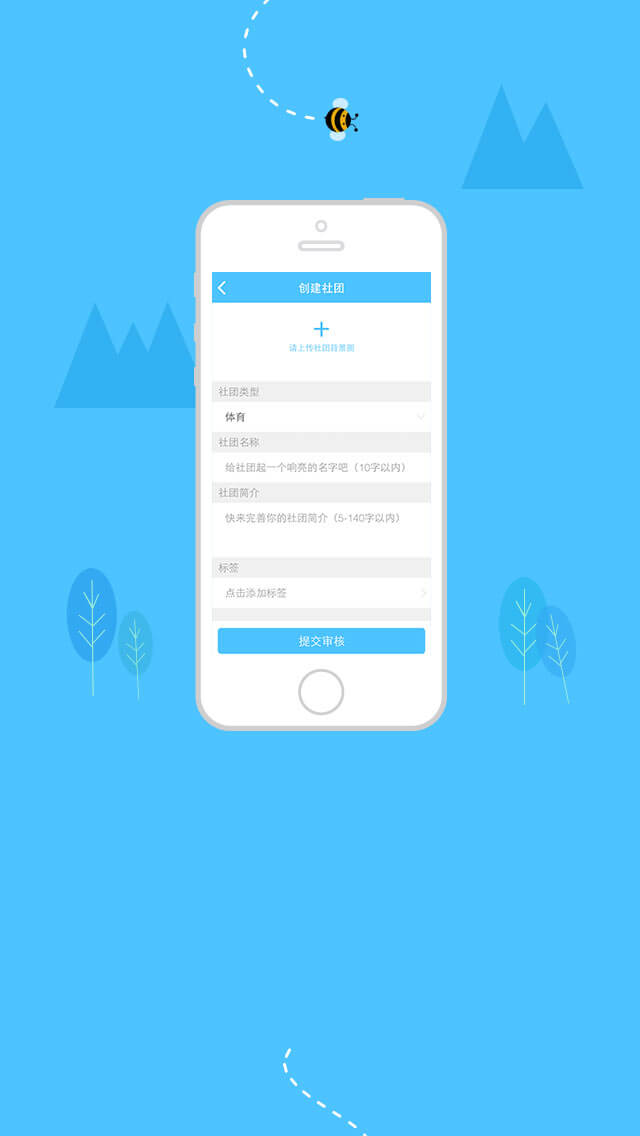 创建社团
请上传社团背景图
社团类型
体育
社团名称
给社团起一个响亮的名字吧（10字以内）
社团简介
快来完善你的社团简介（5-140字以内）
标签
点击添加标签
提交审核